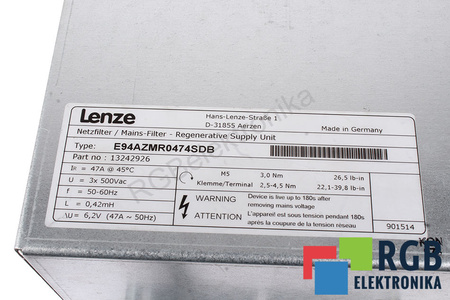 Lenze
Hans-Lenze-Straße 1
D-31855 Aerzen
Netzfilter / Mains-Filter - Regenerative Supply Unit
Made in Germany
Type: E94AZMR0474SDB
Part no : 13242926
IR = 47A @ 45°C
U = 3x 500Vac
f = 50-60Hz
L = 0,42mH
\U = 6,2V (47A ~ 50Hz)
M5 3,0 Nm 26,5 lb-in
Klemme/Terminal 2,5-4,5 Nm 22,1-39,8 lb-in
WARNING
Device is live up to 180s after
removing mains voltage
ATTENTION
L'appareil est sous tension pendant 180s
après la coupure de la tension réseau
901514
RGB Elektronika
RGB
ELEKTRONIKA